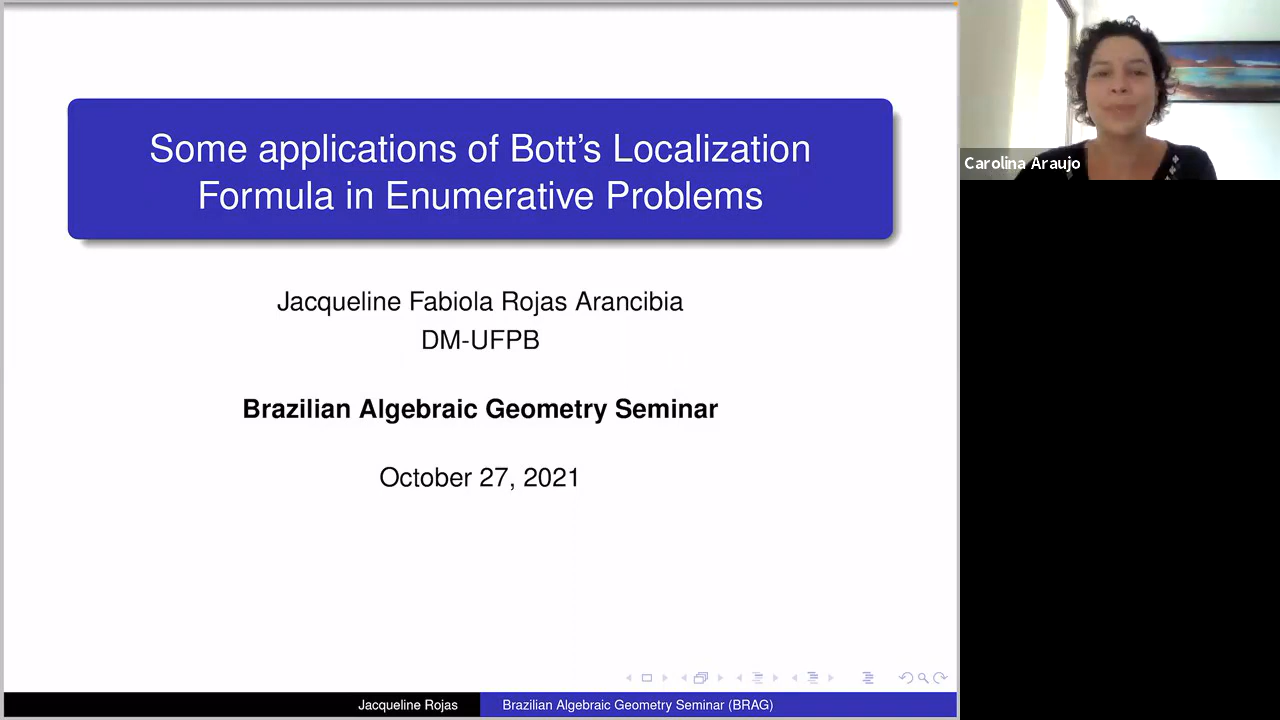 Some applications of Bott's Localization
Formula in Enumerative Problems
Jacqueline Fabiola Rojas Arancibia
DM-UFPB
Brazilian Algebraic Geometry Seminar
October 27, 2021
Jacqueline Rojas
Brazilian Algebraic Geometry Seminar (BRAG)
Carolina Araujo